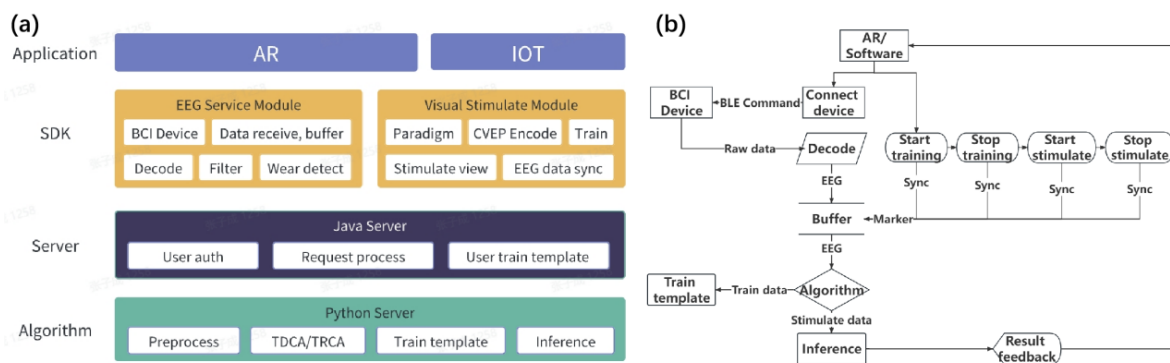 (a)
Application
AR
IOT
SDK
EEG Service Module
BCI Device
Data receive, buffer
Decode
Filter
Wear detect
Visual Stimulate Module
Paradigm
CVEP Encode
Train
Stimulate view
EEG data sync
Server
Java Server
User auth
Request process
User train template
Algorithm
Python Server
Preprocess
TDCA/TRCA
Train template
Inference
(b)
AR/
Software
BCI
Device
BLE Command
Connect
device
Raw data
Decode
Start
training
Stop
training
Start
stimulate
Stop
stimulate
EEG
Sync
Sync
Sync
Sync
Buffer
Marker
EEG
Train
template
Train data
Algorithm
Stimulate data
Inference
Result
feedback